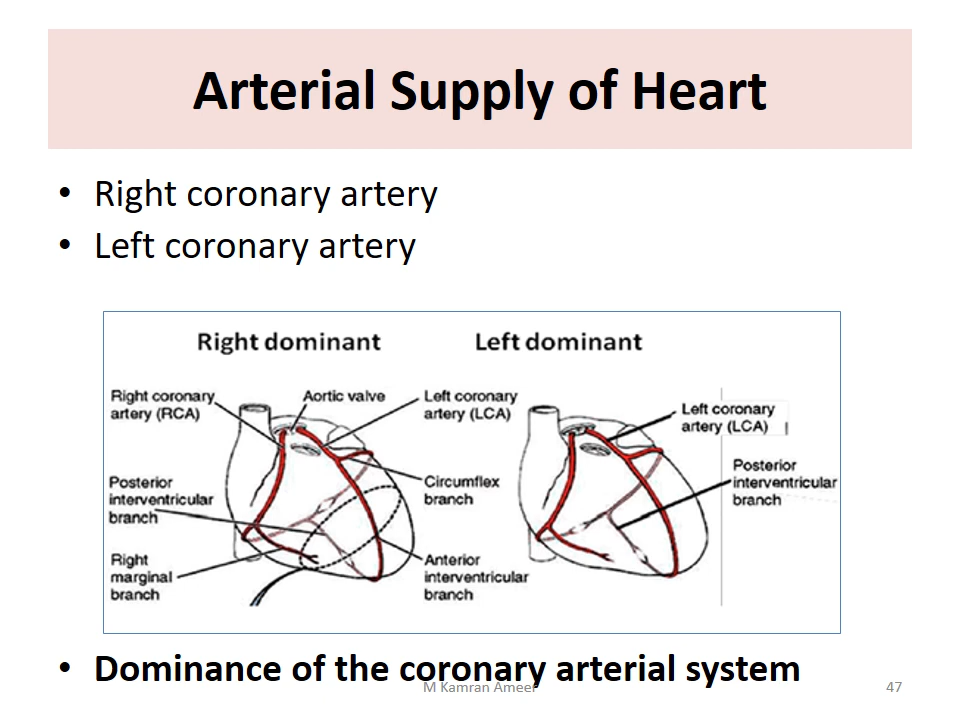 Arterial Supply of Heart
• Right coronary artery
• Left coronary artery
Right dominant
Left dominant
Right coronary
artery (RCA)
Aortic valve
Left coronary
artery (LCA)
Left coronary
artery (LCA)
Posterior
interventricular
branch
Circumflex
branch
Posterior
interventricular
branch
Right
marginal
branch
Anterior
interventricular
branch
• Dominance of the coronary arterial system
M Kamran Ameer
47